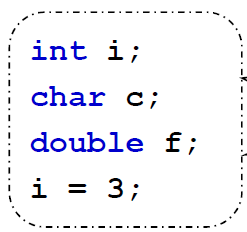 int i;
char c;
double f;
i = 3;